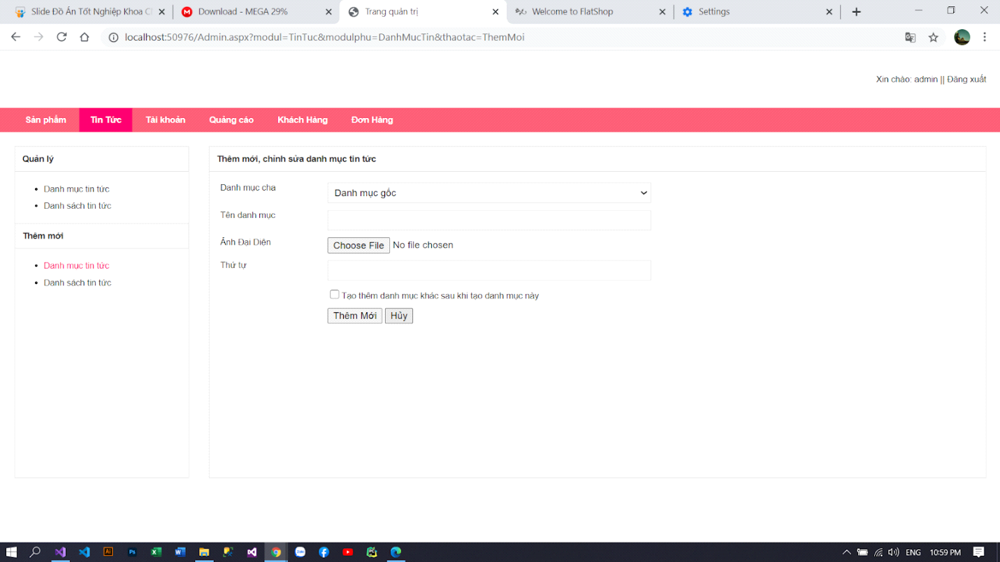 Slide Đồ Án Tốt Nghiệp Khoa C
Download - MEGA 29%
Trang quản trị
Welcome to FlatShop
Settings
localhost:50976/Admin.aspx?modul=TinTuc&modulphu=DanhMucTin&thaotac=ThemMoi
Xin chào: admin || Đăng xuất
Sản phẩm
Tin Tức
Tài khoản
Quảng cáo
Khách Hàng
Đơn Hàng
Quản lý
Danh mục tin tức
Danh sách tin tức
Thêm mới
Danh mục tin tức
Danh sách tin tức
Thêm mới, chỉnh sửa danh mục tin tức
Danh mục cha
Danh mục gốc
Tên danh mục
Ảnh Đại Diện
Choose File No file chosen
Thứ tự
Tạo thêm danh mục khác sau khi tạo danh mục này
Thêm Mới Hủy
ENG
10:59 PM